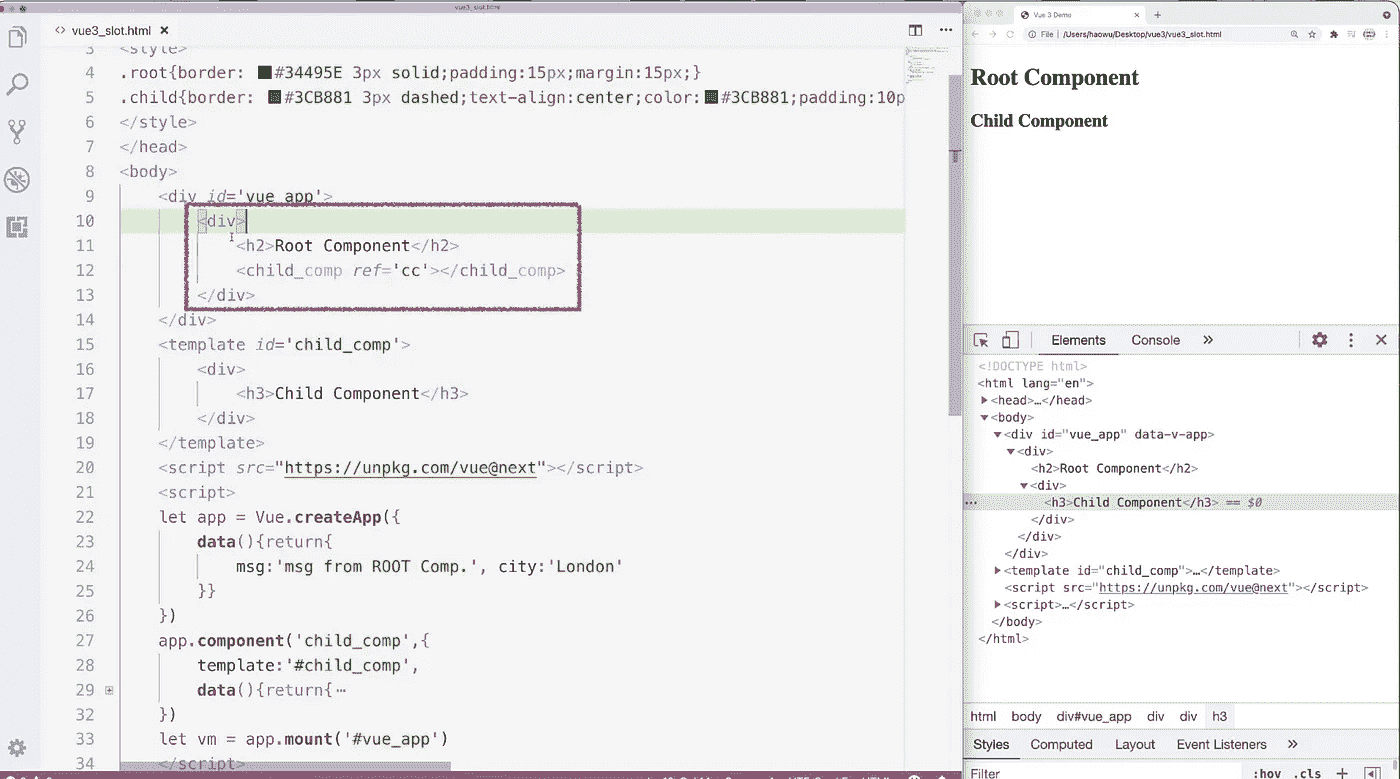 vue3_slot.html
<> vue3_slot.html ×
3 <style>
4 .root{border: #34495E 3px solid;padding:15px;margin:15px;}
5 .child{border: #3CB881 3px dashed;text-align:center;color:#3CB881;padding:10p
6 </style>
7 </head>
8 <body>
9 <div id='vue_app'>
10 <div>
11 <h2>Root Component</h2>
12 <child_comp ref='cc'></child_comp>
13 </div>
14 </div>
15 <template id='child_comp'>
16 <div>
17 <h3>Child Component</h3>
18 </div>
19 </template>
20 <script src="https://unpkg.com/vue@next"></script>
21 <script>
22 let app = Vue.createApp({
23 data(){return{
24 msg:'msg from ROOT Comp.', city:'London'
25 }}
26 })
27 app.component('child_comp',{
28 template:'#child_comp',
29 data(){return{⋯
32 })
33 let vm = app.mount('#vue_app')
34 </script>
Vue 3 Demo × +
File | /Users/haowu/Desktop/vue3/vue3_slot.html
Root Component
Child Component
Elements Console »
<!DOCTYPE html>
<html lang="en">
<head>…</head>
<body>
<div id="vue_app" data-v-app>
<div>
<h2>Root Component</h2>
<div>
<h3>Child Component</h3> == $0
</div>
</div>
</div>
<template id="child_comp">…</template>
<script src="https://unpkg.com/vue@next"></script>
<script>…</script>
</body>
</html>
html body div#vue_app div div h3
Styles Computed Layout Event Listeners »
Filter :hov .cls +